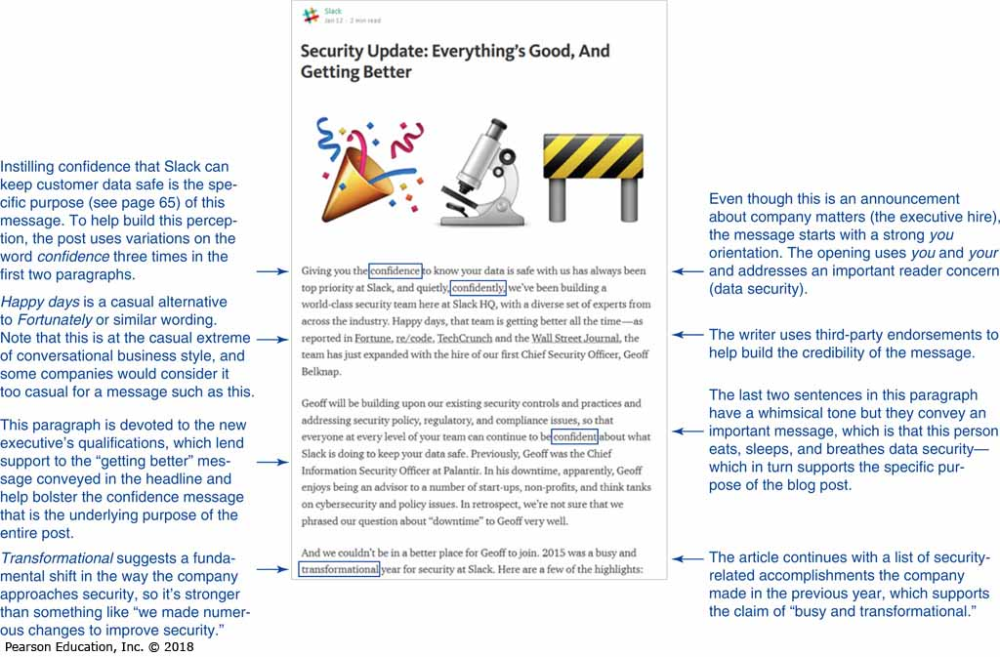 Slack
Jan 12 · 2 min read
Security Update: Everything's Good, And
Getting Better
Instilling confidence that Slack can
keep customer data safe is the spe-
cific purpose (see page 65) of this
message. To help build this percep-
tion, the post uses variations on the
word confidence three times in the
first two paragraphs.
Happy days is a casual alternative
to Fortunately or similar wording.
Note that this is at the casual extreme
of conversational business style, and
some companies would consider it
too casual for a message such as this.
This paragraph is devoted to the new
executive's qualifications, which lend
support to the “getting better” mes-
sage conveyed in the headline and
help bolster the confidence message
that is the underlying purpose of the
entire post.
Transformational suggests a funda-
mental shift in the way the company
approaches security, so it's stronger
than something like “we made numer-
ous changes to improve security.”
Giving you the confidence to know your data is safe with us has always been
top priority at Slack, and quietly, confidently, we've been building a
world-class security team here at Slack HQ, with a diverse set of experts from
across the industry. Happy days, that team is getting better all the time—as
reported in Fortune, re/code, TechCrunch and the Wall Street Journal, the
team has just expanded with the hire of our first Chief Security Officer, Geoff
Belknap.
Geoff will be building upon our existing security controls and practices and
addressing security policy, regulatory, and compliance issues, so that
everyone at every level of your team can continue to be confident about what
Slack is doing to keep your data safe. Previously, Geoff was the Chief
Information Security Officer at Palantir. In his downtime, apparently, Geoff
enjoys being an advisor to a number of start-ups, non-profits, and think tanks
on cybersecurity and policy issues. In retrospect, we're not sure that we
phrased our question about “downtime” to Geoff very well.
And we couldn't be in a better place for Geoff to join. 2015 was a busy and
transformational year for security at Slack. Here are a few of the highlights:
Even though this is an announcement
about company matters (the executive hire),
the message starts with a strong you
orientation. The opening uses you and your
and addresses an important reader concern
(data security).
The writer uses third-party endorsements to
help build the credibility of the message.
The last two sentences in this paragraph
have a whimsical tone but they convey an
important message, which is that this person
eats, sleeps, and breathes data security—
which in turn supports the specific pur-
pose of the blog post.
The article continues with a list of security-
related accomplishments the company
made in the previous year, which supports
the claim of “busy and transformational.”
Pearson Education, Inc. © 2018